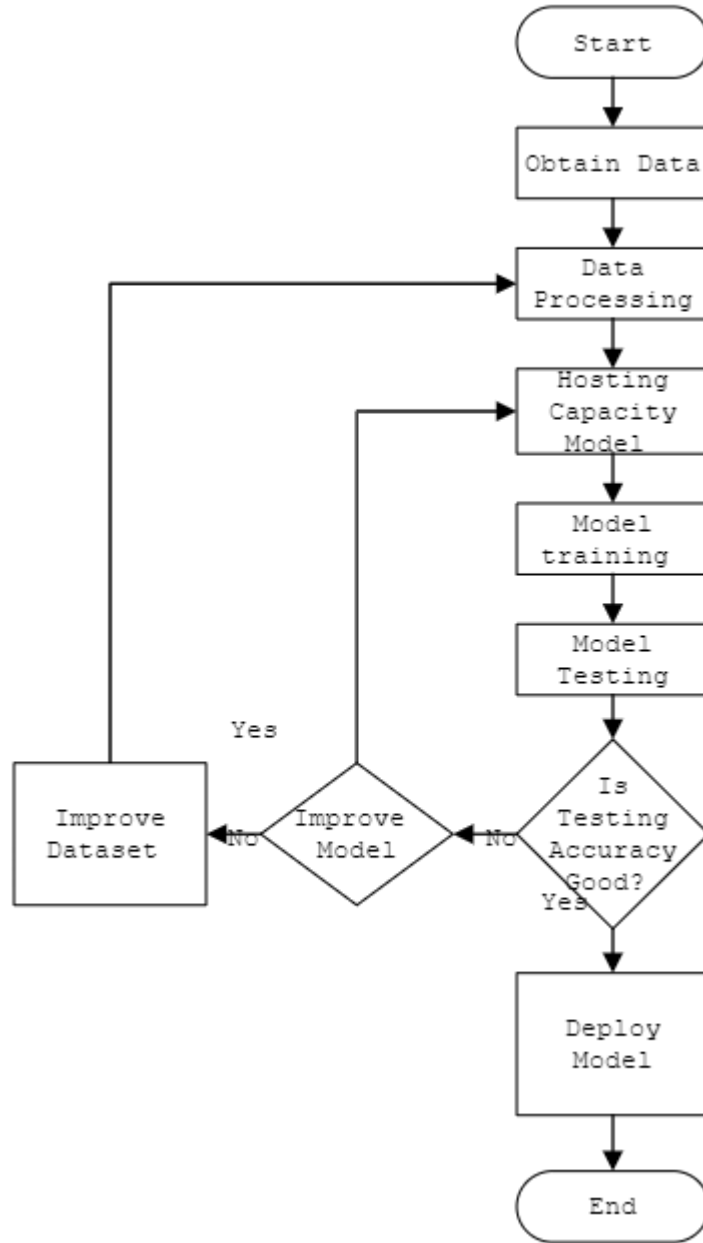 Start
Obtain Data
Data
Processing
Hosting
Capacity
Model
Model
training
Model
Testing
Yes
Improve
Dataset
No
Improve
Model
No
Is
Testing
Accuracy
Good?
Yes
Deploy
Model
End